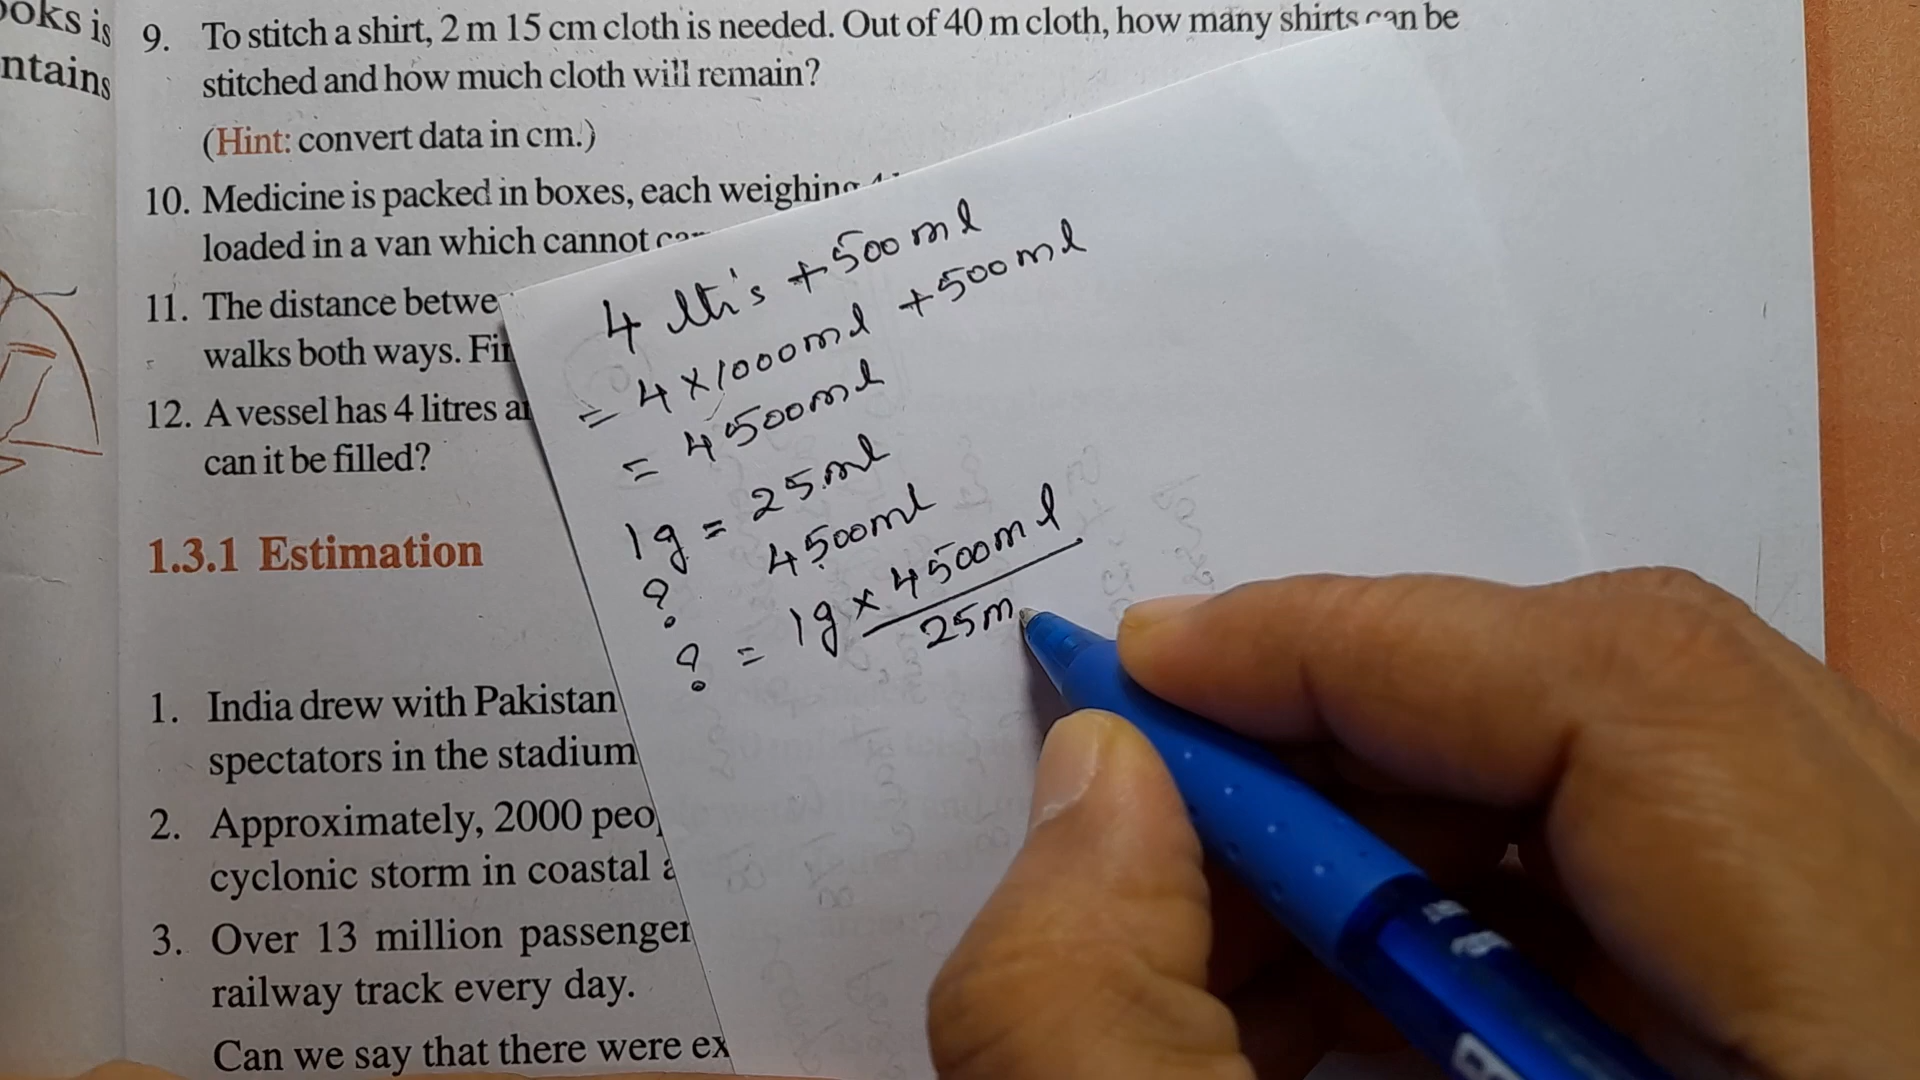 ooks is
ntains
9. To stitch a shirt, 2 m 15 cm cloth is needed. Out of 40 m cloth, how many shirts can be
stitched and how much cloth will remain?
(Hint: convert data in cm.)
10. Medicine is packed in boxes, each weighing
loaded in a van which cannot
11. The distance betwe
walks both ways. Fin
12. A vessel has 4 litres an
can it be filled?
1.3.1 Estimation
1. India drew with Pakistan
spectators in the stadium
2. Approximately, 2000 peop
cyclonic storm in coastal a
3. Over 13 million passenger
railway track every day.
Can we say that there were ex
4 ltr's + 500 ml
= 4 × 1000 ml + 500 ml
= 4500 ml
1g = 25 ml
? 4500 ml
? = 1g × 4500 ml
25 m